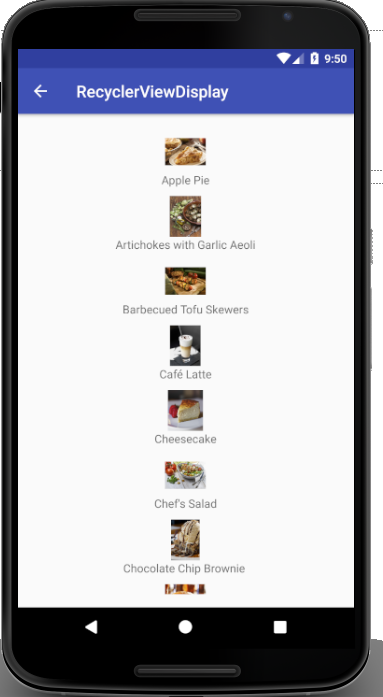 9:50
RecyclerViewDisplay
Apple Pie
Artichokes with Garlic Aeoli
Barbecued Tofu Skewers
Café Latte
Cheesecake
Chef's Salad
Chocolate Chip Brownie